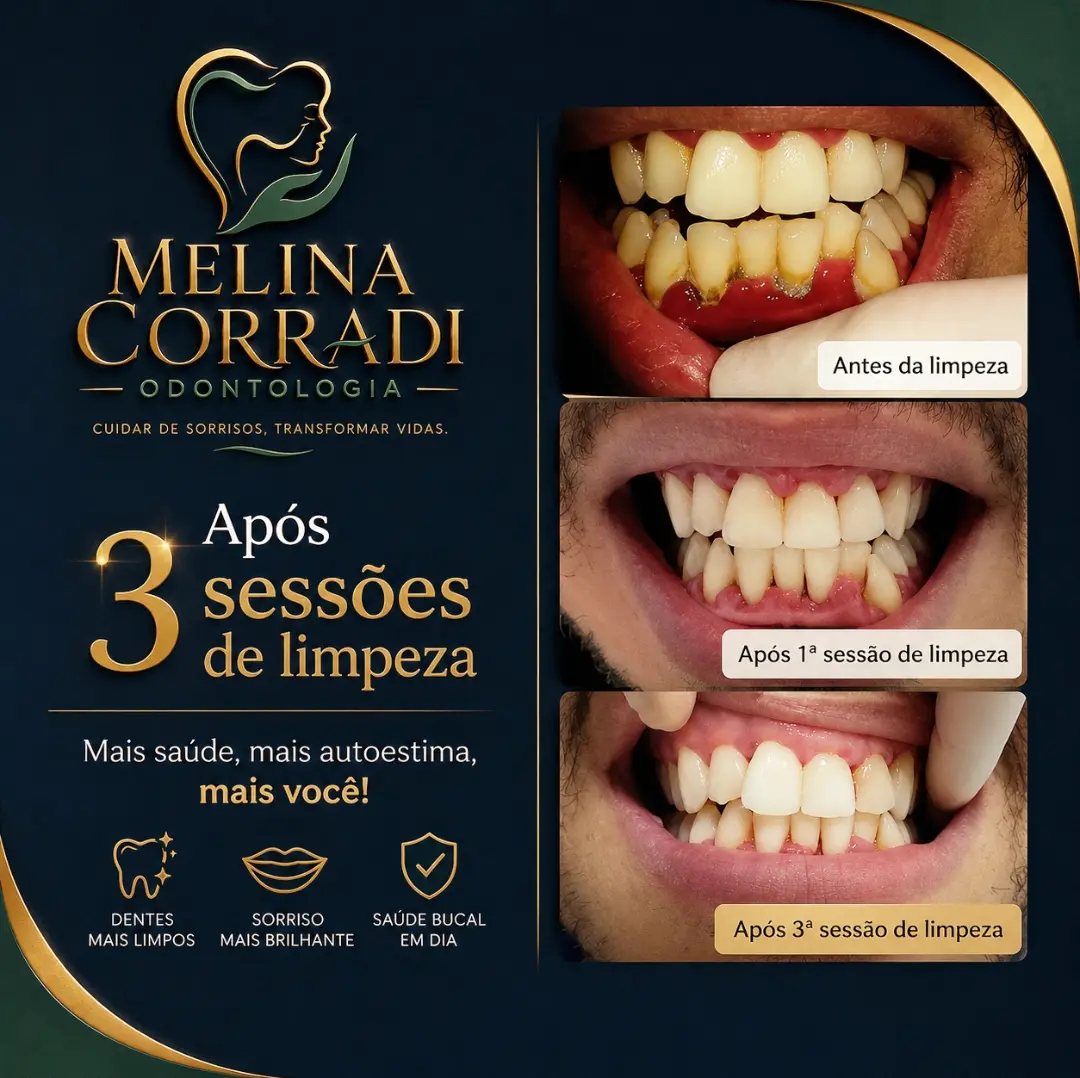 MELINA
CORRADI
ODONTOLOGIA
CUIDAR DE SORRISOS, TRANSFORMAR VIDAS.
Após
3 sessões
de limpeza
Mais saúde, mais autoestima,
mais você!
DENTES
MAIS LIMPOS
SORRISO
MAIS BRILHANTE
SAÚDE BUCAL
EM DIA
Antes da limpeza
Após 1ª sessão de limpeza
Após 3ª sessão de limpeza